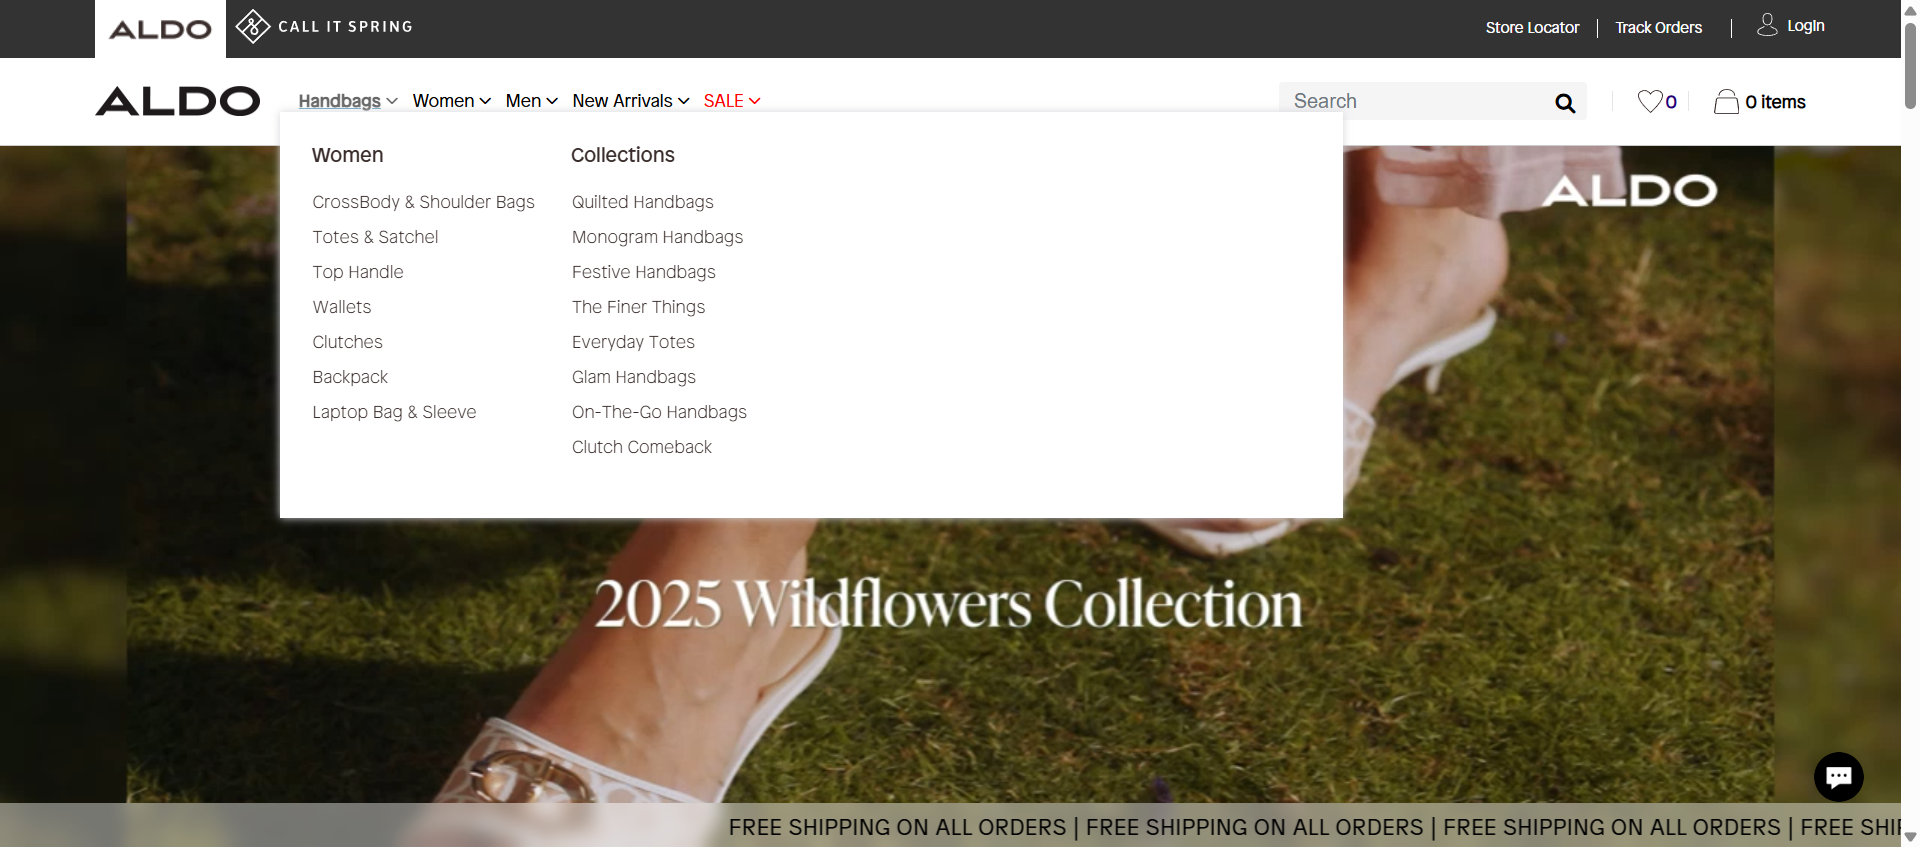 ALDO CALL IT SPRING Store Locator Track Orders Login
ALDO Handbags Women Men New Arrivals SALE Search 0 0 items
Women
CrossBody & Shoulder Bags
Totes & Satchel
Top Handle
Wallets
Clutches
Backpack
Laptop Bag & Sleeve
Collections
Quilted Handbags
Monogram Handbags
Festive Handbags
The Finer Things
Everyday Totes
Glam Handbags
On-The-Go Handbags
Clutch Comeback
ALDO
2025 Wildflowers Collection
FREE SHIPPING ON ALL ORDERS | FREE SHIPPING ON ALL ORDERS | FREE SHIPPING ON ALL ORDERS | FREE SHI